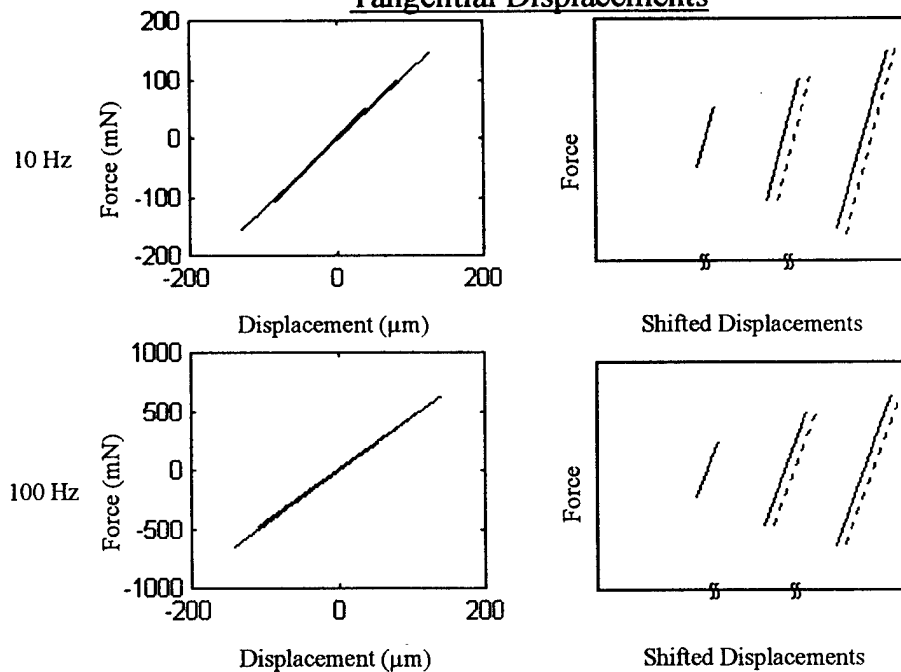 Tangential Displacements
200
100
0
-100
-200
-200 0 200
10 Hz
Force (mN)
Displacement (µm)
Force
Shifted Displacements
1000
500
0
-500
-1000
-200 0 200
100 Hz
Force (mN)
Displacement (µm)
Force
Shifted Displacements